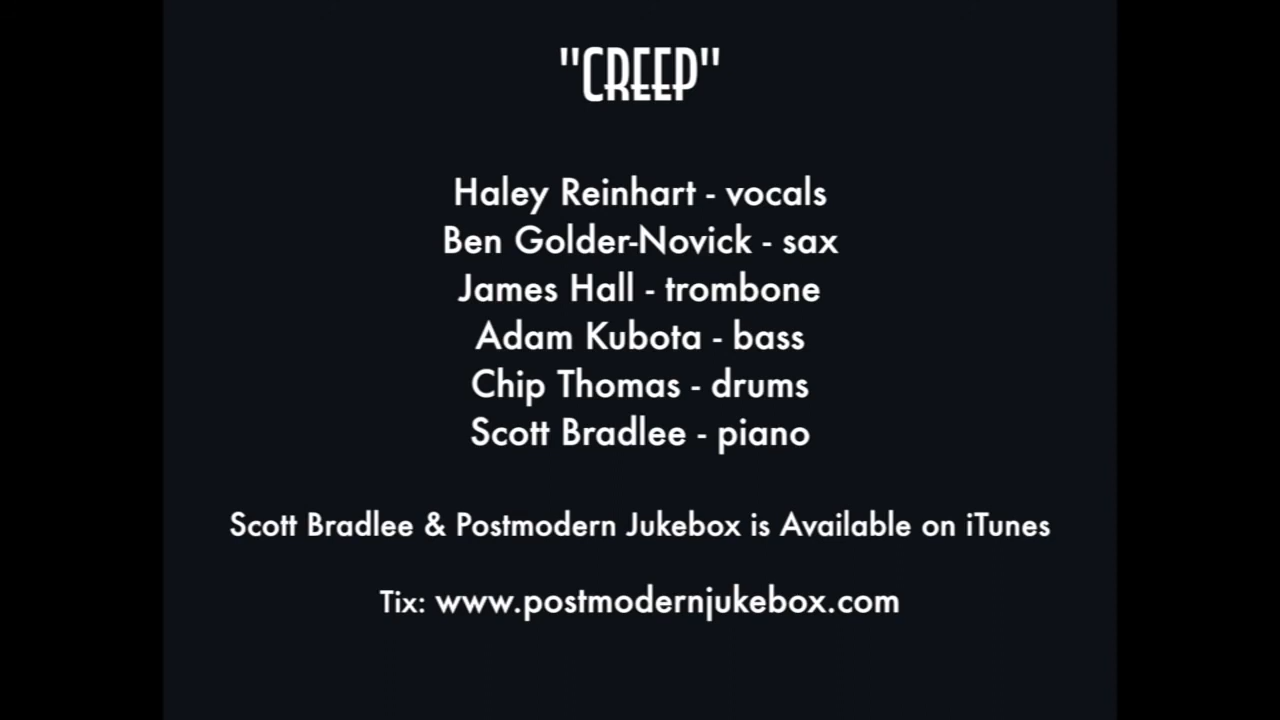 "CREEP"
Haley Reinhart - vocals
Ben Golder-Novick - sax
James Hall - trombone
Adam Kubota - bass
Chip Thomas - drums
Scott Bradlee - piano
Scott Bradlee & Postmodern Jukebox is Available on iTunes
Tix: www.postmodernjukebox.com